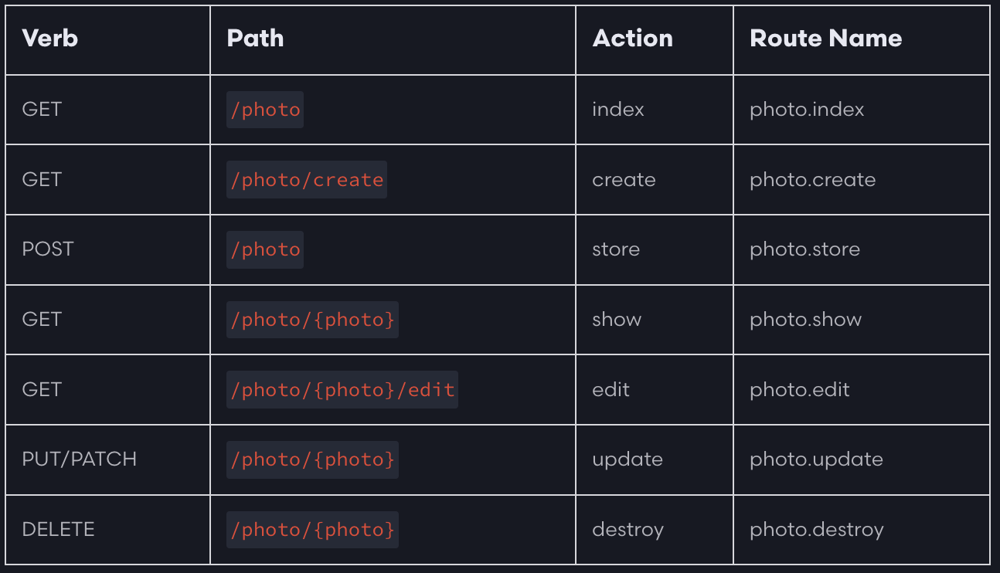 Verb Path Action Route Name
GET /photo index photo.index
GET /photo/create create photo.create
POST /photo store photo.store
GET /photo/{photo} show photo.show
GET /photo/{photo}/edit edit photo.edit
PUT/PATCH /photo/{photo} update photo.update
DELETE /photo/{photo} destroy photo.destroy